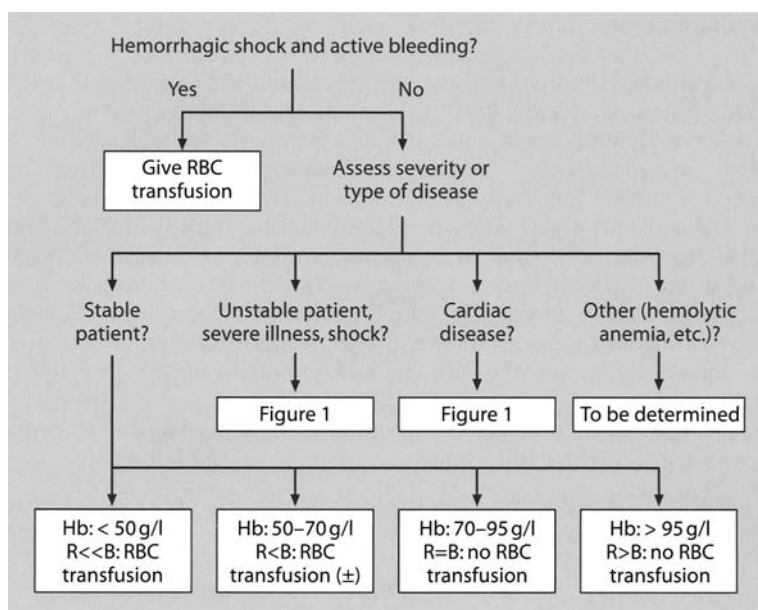 Hemorrhagic shock and active bleeding?
Yes
No
Give RBC
transfusion
Assess severity or
type of disease
Stable
patient?
Unstable patient,
severe illness, shock?
Cardiac
disease?
Other (hemolytic
anemia, etc.)?
Figure 1
Figure 1
To be determined
Hb: < 50 g/l
R<<B: RBC
transfusion
Hb: 50–70 g/l
R<B: RBC
transfusion (±)
Hb: 70–95 g/l
R=B: no RBC
transfusion
Hb: > 95 g/l
R>B: no RBC
transfusion